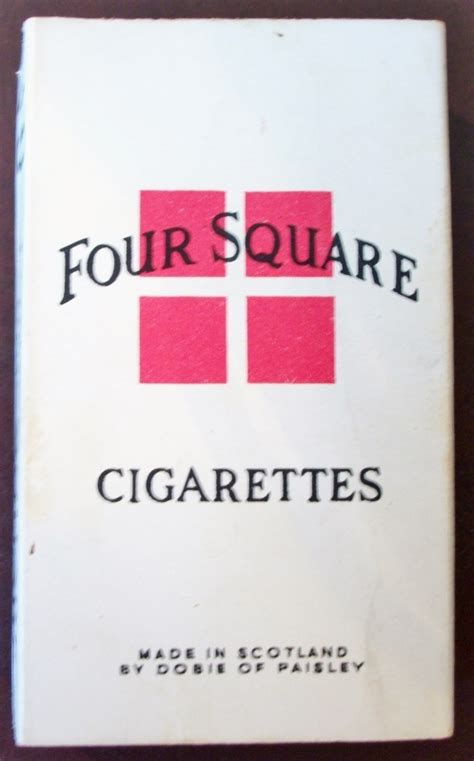 FOUR SQUARE
CIGARETTES
MADE IN SCOTLAND
BY DOBIE OF PAISLEY